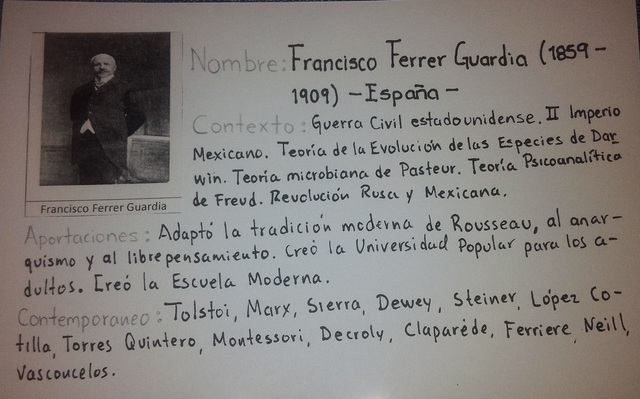 Nombre: Francisco Ferrer Guardia (1859-
1909) - España -
Contexto: Guerra Civil estadounidense. II Imperio
Mexicano. Teoría de la Evolución de las Especies de Dar
win. Teoría microbiana de Pasteur. Teoría Psicoanalítica
de Freud. Revolución Rusa y Mexicana.
Francisco Ferrer Guardia
Aportaciones: Adaptó la tradición moderna de Rousseau, al anar-
quismo y al libre pensamiento. Creó la Universidad Popular para los a-
dultos. Creó la Escuela Moderna.
Contemporaneo: Tolstoi, Marx, Sierra, Dewey, Steiner, López Co-
tilla, Torres Quintero, Montessori, Decroly, Claparéde, Ferriere, Neill,
Vasconcelos.